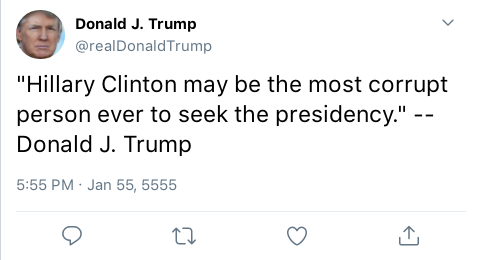 Donald J. Trump
@realDonaldTrump
"Hillary Clinton may be the most corrupt
person ever to seek the presidency." --
Donald J. Trump
5:55 PM · Jan 55, 5555